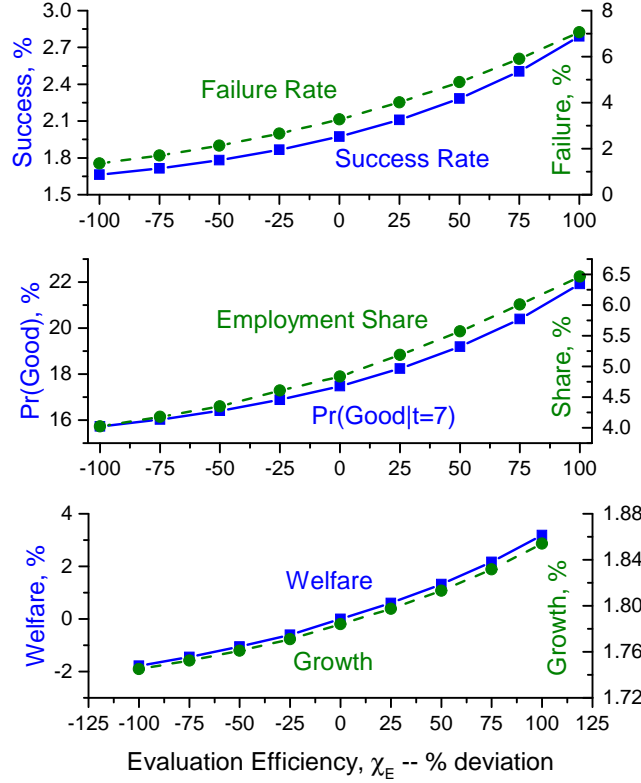 3.0 8
2.7 6
2.4
2.1 4
1.8 2
1.5 0
Success, %
Failure, %
Failure Rate
Success Rate
-100 -75 -50 -25 0 25 50 75 100
22 6.5
20 6.0
18 5.5
16 5.0
4.5
4.0
Pr(Good), %
Share, %
Employment Share
Pr(Good|t=7)
-100 -75 -50 -25 0 25 50 75 100
4 1.88
2 1.84
0 1.80
-2 1.76
1.72
Welfare, %
Growth, %
Welfare
Growth
-125 -100 -75 -50 -25 0 25 50 75 100 125
Evaluation Efficiency, χ_E -- % deviation